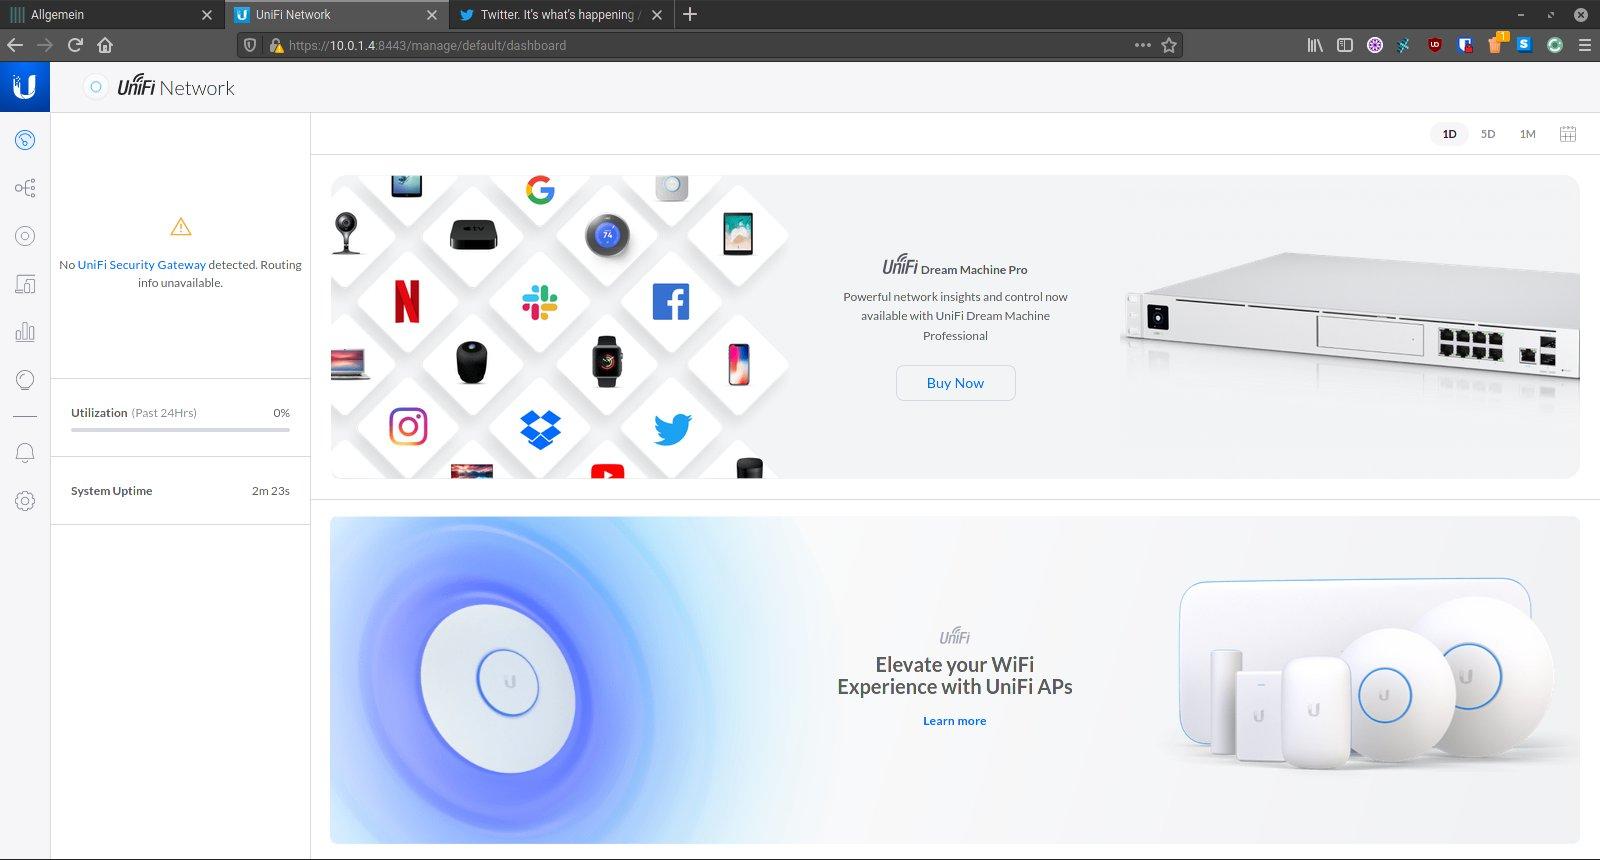 Allgemein
UniFi Network
Twitter. It's what's happening /
https://10.0.1.4:8443/manage/default/dashboard
1
UniFi Network
1D 5D 1M
No UniFi Security Gateway detected. Routing
info unavailable.
Utilization (Past 24Hrs) 0%
System Uptime 2m 23s
tv
74
UniFi Dream Machine Pro
Powerful network insights and control now
available with UniFi Dream Machine
Professional
Buy Now
UniFi
Elevate your WiFi
Experience with UniFi APs
Learn more